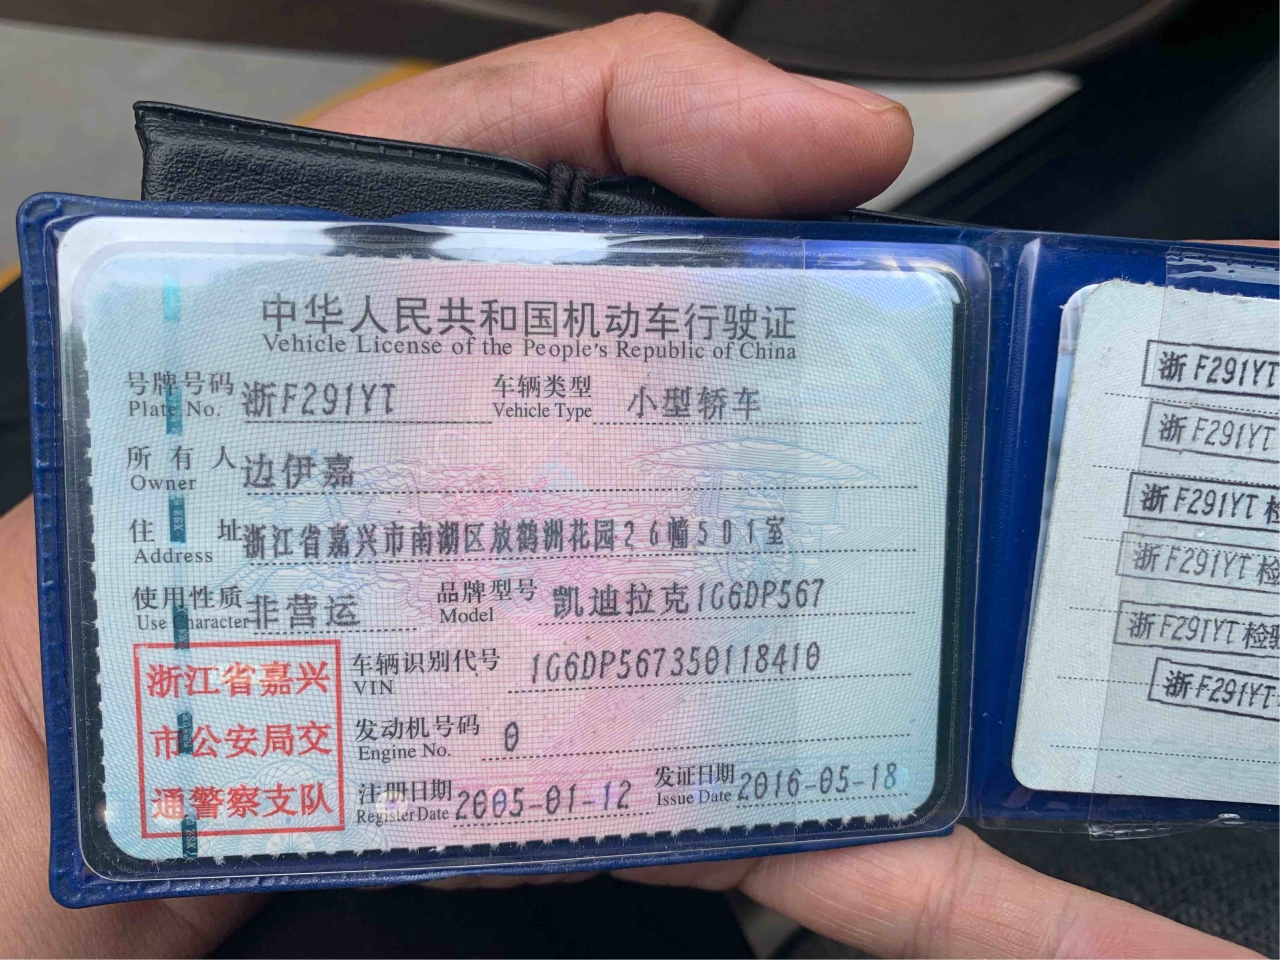 中华人民共和国机动车行驶证
Vehicle License of the People's Republic of China
号牌号码 浙F291YT 车辆类型 小型轿车
Plate No. Vehicle Type
所有人 边伊嘉
Owner
住址 浙江省嘉兴市南湖区放鹤洲花园26幢501室
Address
使用性质 非营运 品牌型号 凯迪拉克1G6DP567
Use Character Model
车辆识别代号 1G6DP567350118410
VIN
发动机号码 0
Engine No.
注册日期 2005-01-12 发证日期 2016-05-18
Register Date Issue Date
浙江省嘉兴
市公安局交
通警察支队
浙F291YT
浙F291YT
浙F291YT 检
浙F291YT 检
浙F291YT 检验
浙F291YT